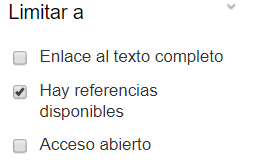 Limitar a
Enlace al texto completo
Hay referencias
disponibles
Acceso abierto